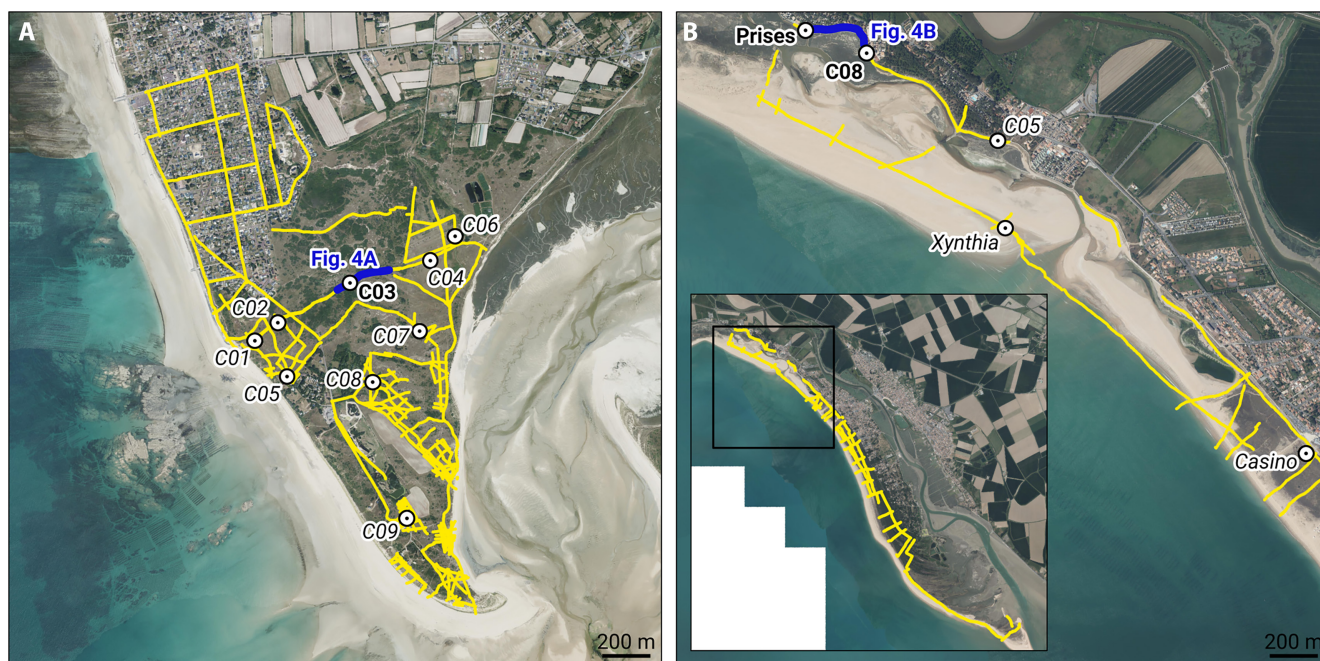 A
Fig. 4A
C06
C04
C03
C02
C07
C01
C08
C05
C09
200 m
B
Prises
Fig. 4B
C08
C05
Xynthia
Casino
200 m